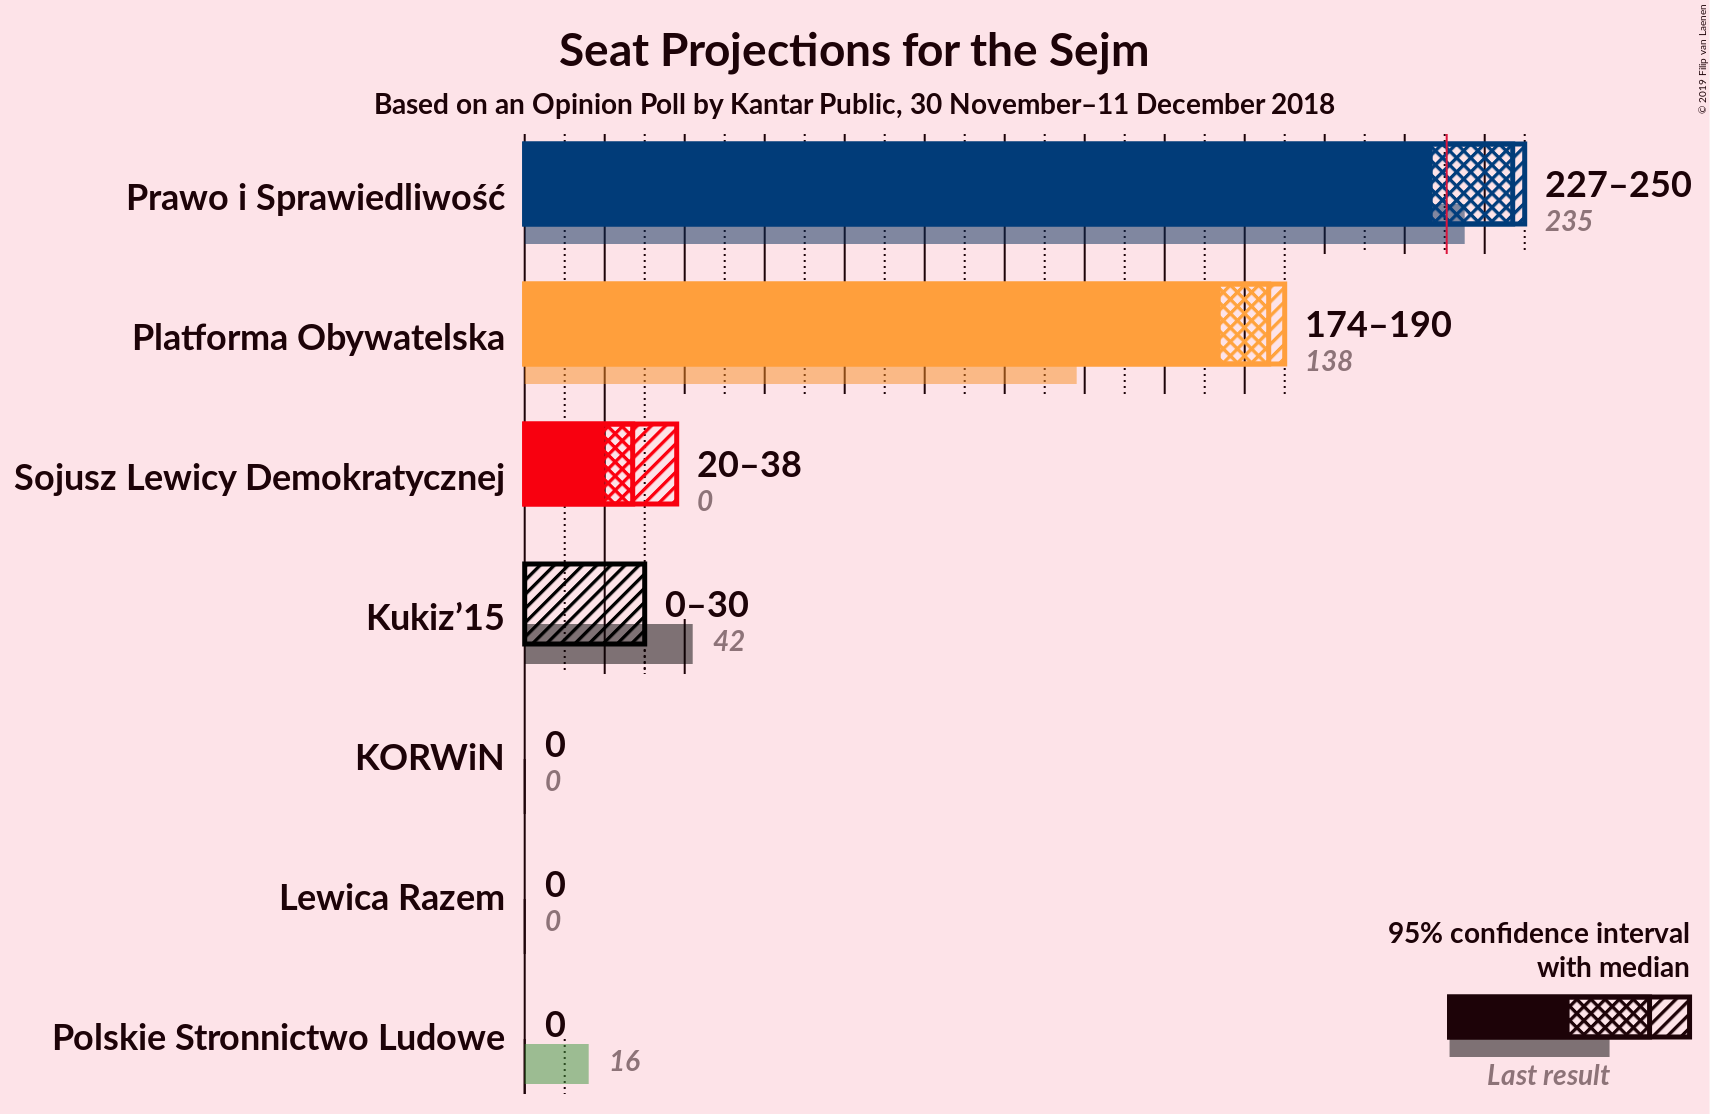 Seat Projections for the Sejm
Based on an Opinion Poll by Kantar Public, 30 November–11 December 2018
© 2019 Filip van Laenen
Prawo i Sprawiedliwość
227–250
235
Platforma Obywatelska
174–190
138
Sojusz Lewicy Demokratycznej
20–38
0
Kukiz’15
0–30
42
KORWiN
0
0
Lewica Razem
0
0
Polskie Stronnictwo Ludowe
0
16
95% confidence interval
with median
Last result